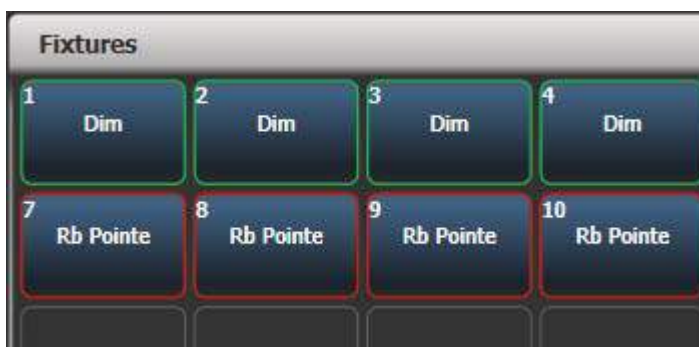 Fixtures
1 2 3 4
Dim Dim Dim Dim
7 8 9 10
Rb Pointe Rb Pointe Rb Pointe Rb Pointe